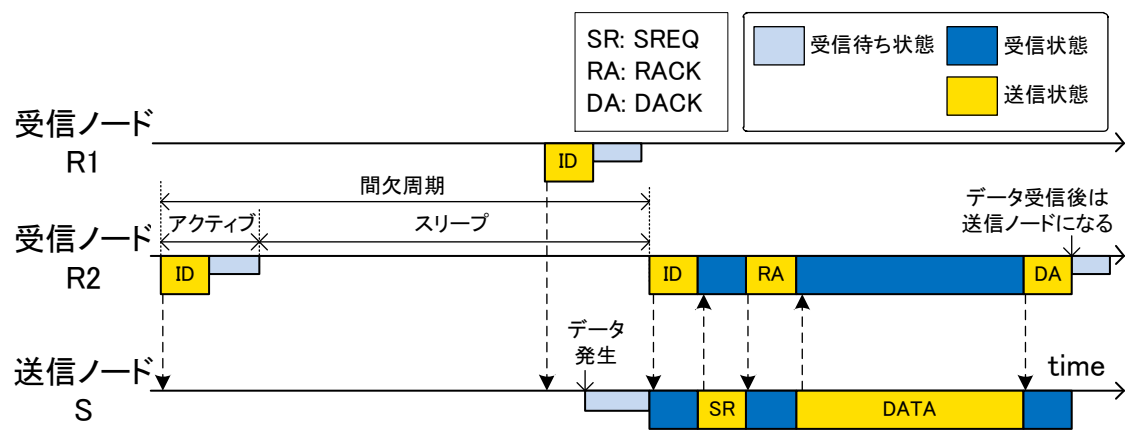 SR: SREQ
RA: RACK
DA: DACK
受信待ち状態
受信状態
送信状態
受信ノード
R1
ID
間欠周期
アクティブ
スリープ
データ受信後は
送信ノードになる
受信ノード
R2
ID
ID
RA
DA
データ
発生
送信ノード
S
time
SR
DATA